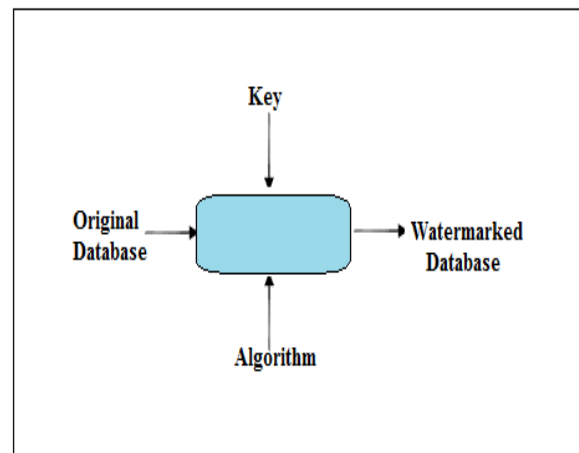 Key
Original
Database
Watermarked
Database
Algorithm